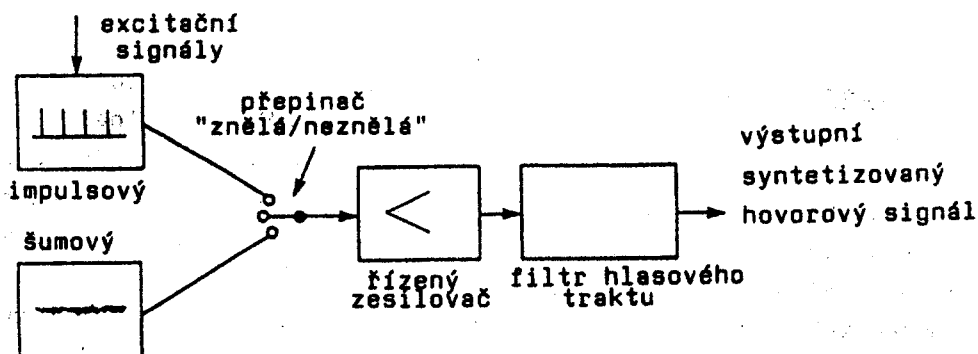 excitační
signály
impulsový
šumový
přepinač
"znělá/neznělá"
řízený
zesilovač
filtr hlasového
traktu
výstupní
syntetizovaný
hovorový signál